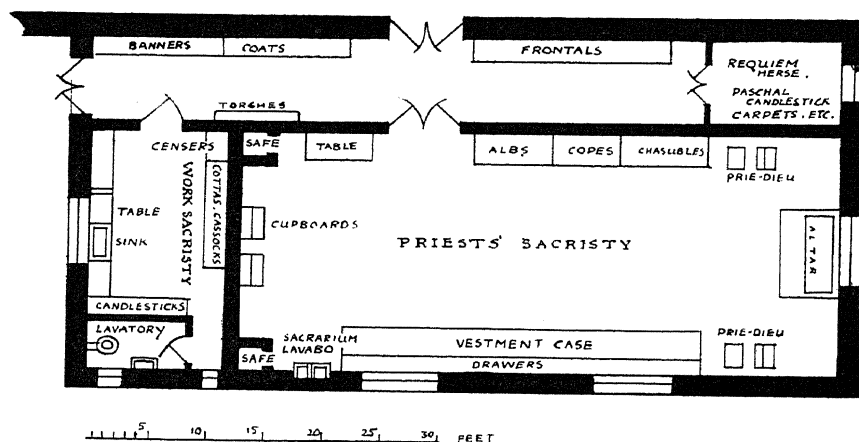 BANNERS
COATS
FRONTALS
REQUIEM
HERSE.
PASCHAL
CANDLESTICK
CARPETS. ETC.
TORCHES
CENSERS
SAFE
TABLE
ALBS
COPES
CHASUBLES
PRIE-DIEU
WORK SACRISTY
COTTAS, CASSOCKS
TABLE
SINK
CUPBOARDS
PRIESTS' SACRISTY
ALTAR
CANDLESTICKS
LAVATORY
SAFE
SACRARIUM
LAVABO
VESTMENT CASE
DRAWERS
PRIE-DIEU
5 10 15 20 25 30 FEET